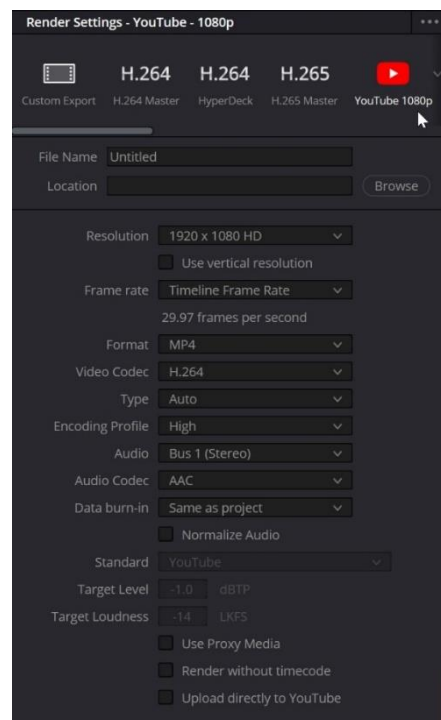 Render Settings - YouTube - 1080p
H.264 H.264 H.265
Custom Export H.264 Master HyperDeck H.265 Master YouTube 1080p
File Name Untitled
Location Browse
Resolution 1920 x 1080 HD
Use vertical resolution
Frame rate Timeline Frame Rate
29.97 frames per second
Format MP4
Video Codec H.264
Type Auto
Encoding Profile High
Audio Bus 1 (Stereo)
Audio Codec AAC
Data burn-in Same as project
Normalize Audio
Standard YouTube
Target Level -1.0 dBTP
Target Loudness -14 LKFS
Use Proxy Media
Render without timecode
Upload directly to YouTube